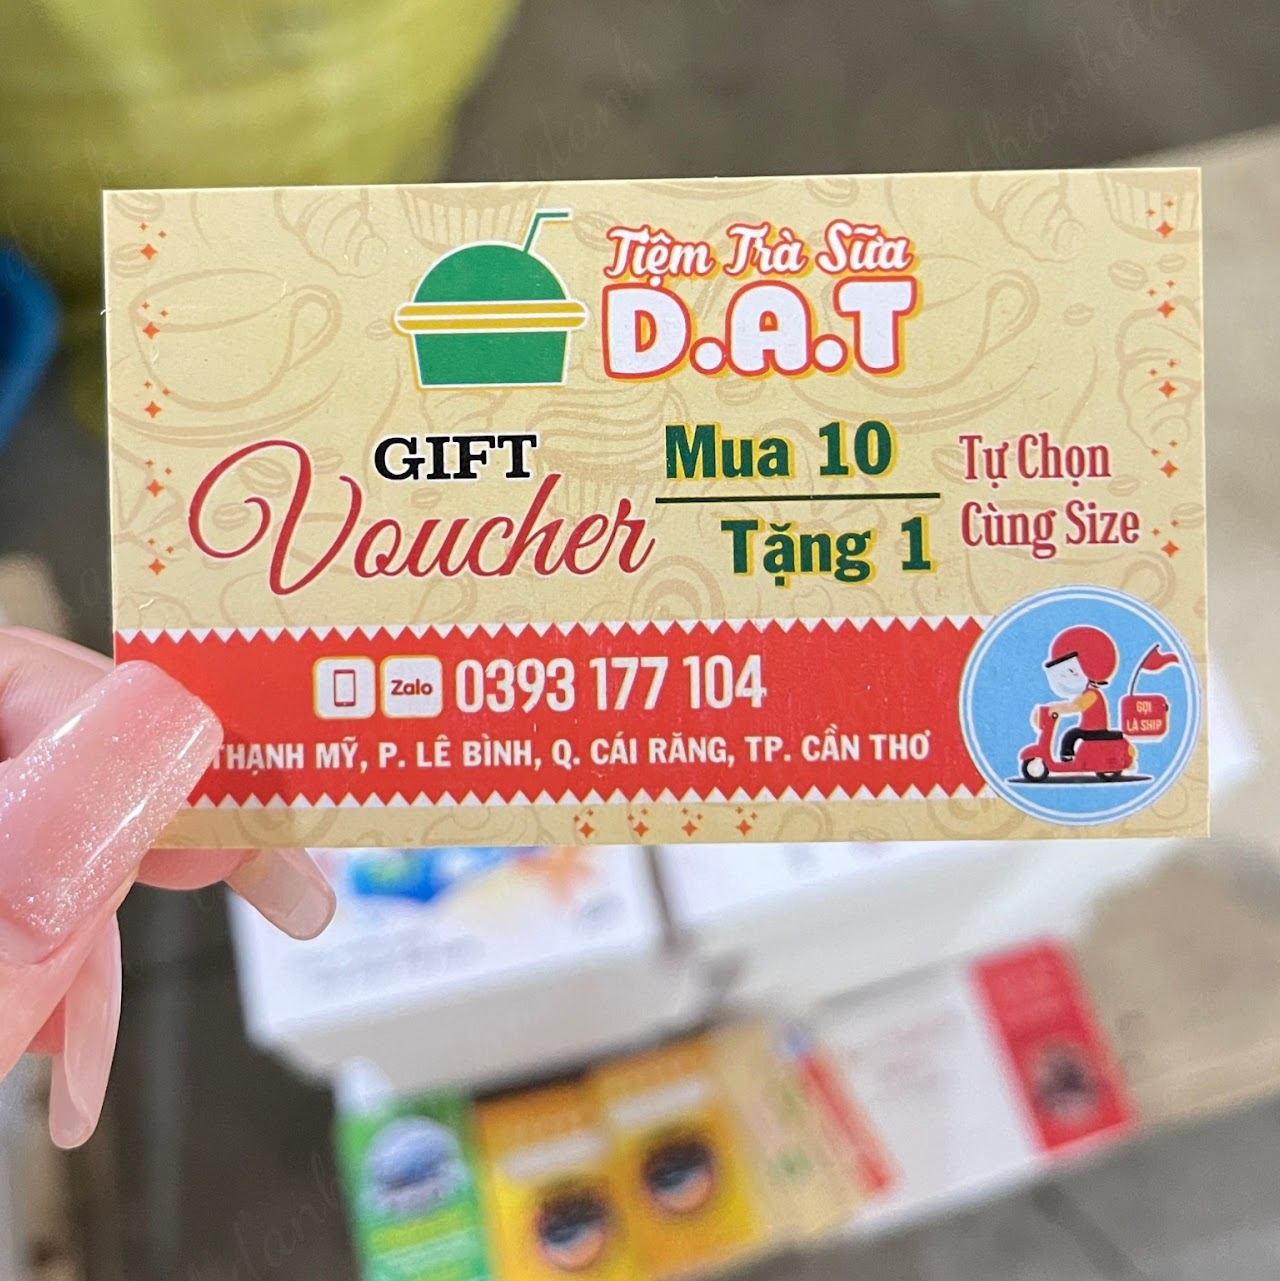 Tiệm Trà Sữa
D.A.T
GIFT
Voucher
Mua 10
Tặng 1
Tự Chọn
Cùng Size
Zalo 0393 177 104
THẠNH MỸ, P. LÊ BÌNH, Q. CÁI RĂNG, TP. CẦN THƠ
GỌI
LÀ SHIP